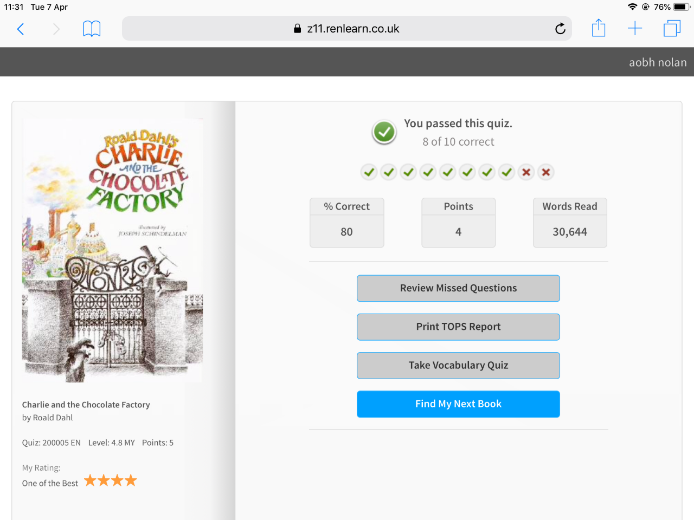 11:31 Tue 7 Apr
76%
z11.renlearn.co.uk
aobh nolan
Roald Dahl's
CHARLIE
AND THE
CHOCOLATE
FACTORY
illustrated by
JOSEPH SCHINDELMAN
WONKA
Charlie and the Chocolate Factory
by Roald Dahl
Quiz: 200005 EN Level: 4.8 MY Points: 5
My Rating:
One of the Best
You passed this quiz.
8 of 10 correct
% Correct
80
Points
4
Words Read
30,644
Review Missed Questions
Print TOPS Report
Take Vocabulary Quiz
Find My Next Book